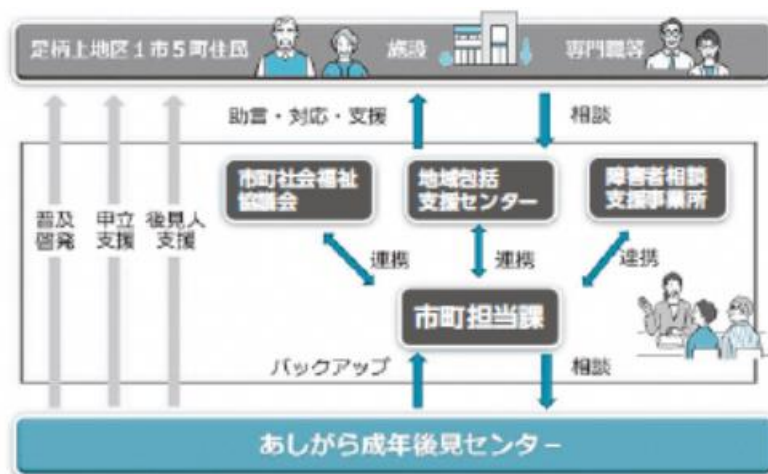 足柄上地区1市5町住民
施設
専門職等
助言・対応・支援
相談
市町社会福祉
協議会
地域包括
支援センター
障害者相談
支援事業所
普及
啓発
申立
支援
後見人
支援
連携
連携
連携
市町担当課
バックアップ
相談
あしがら成年後見センター